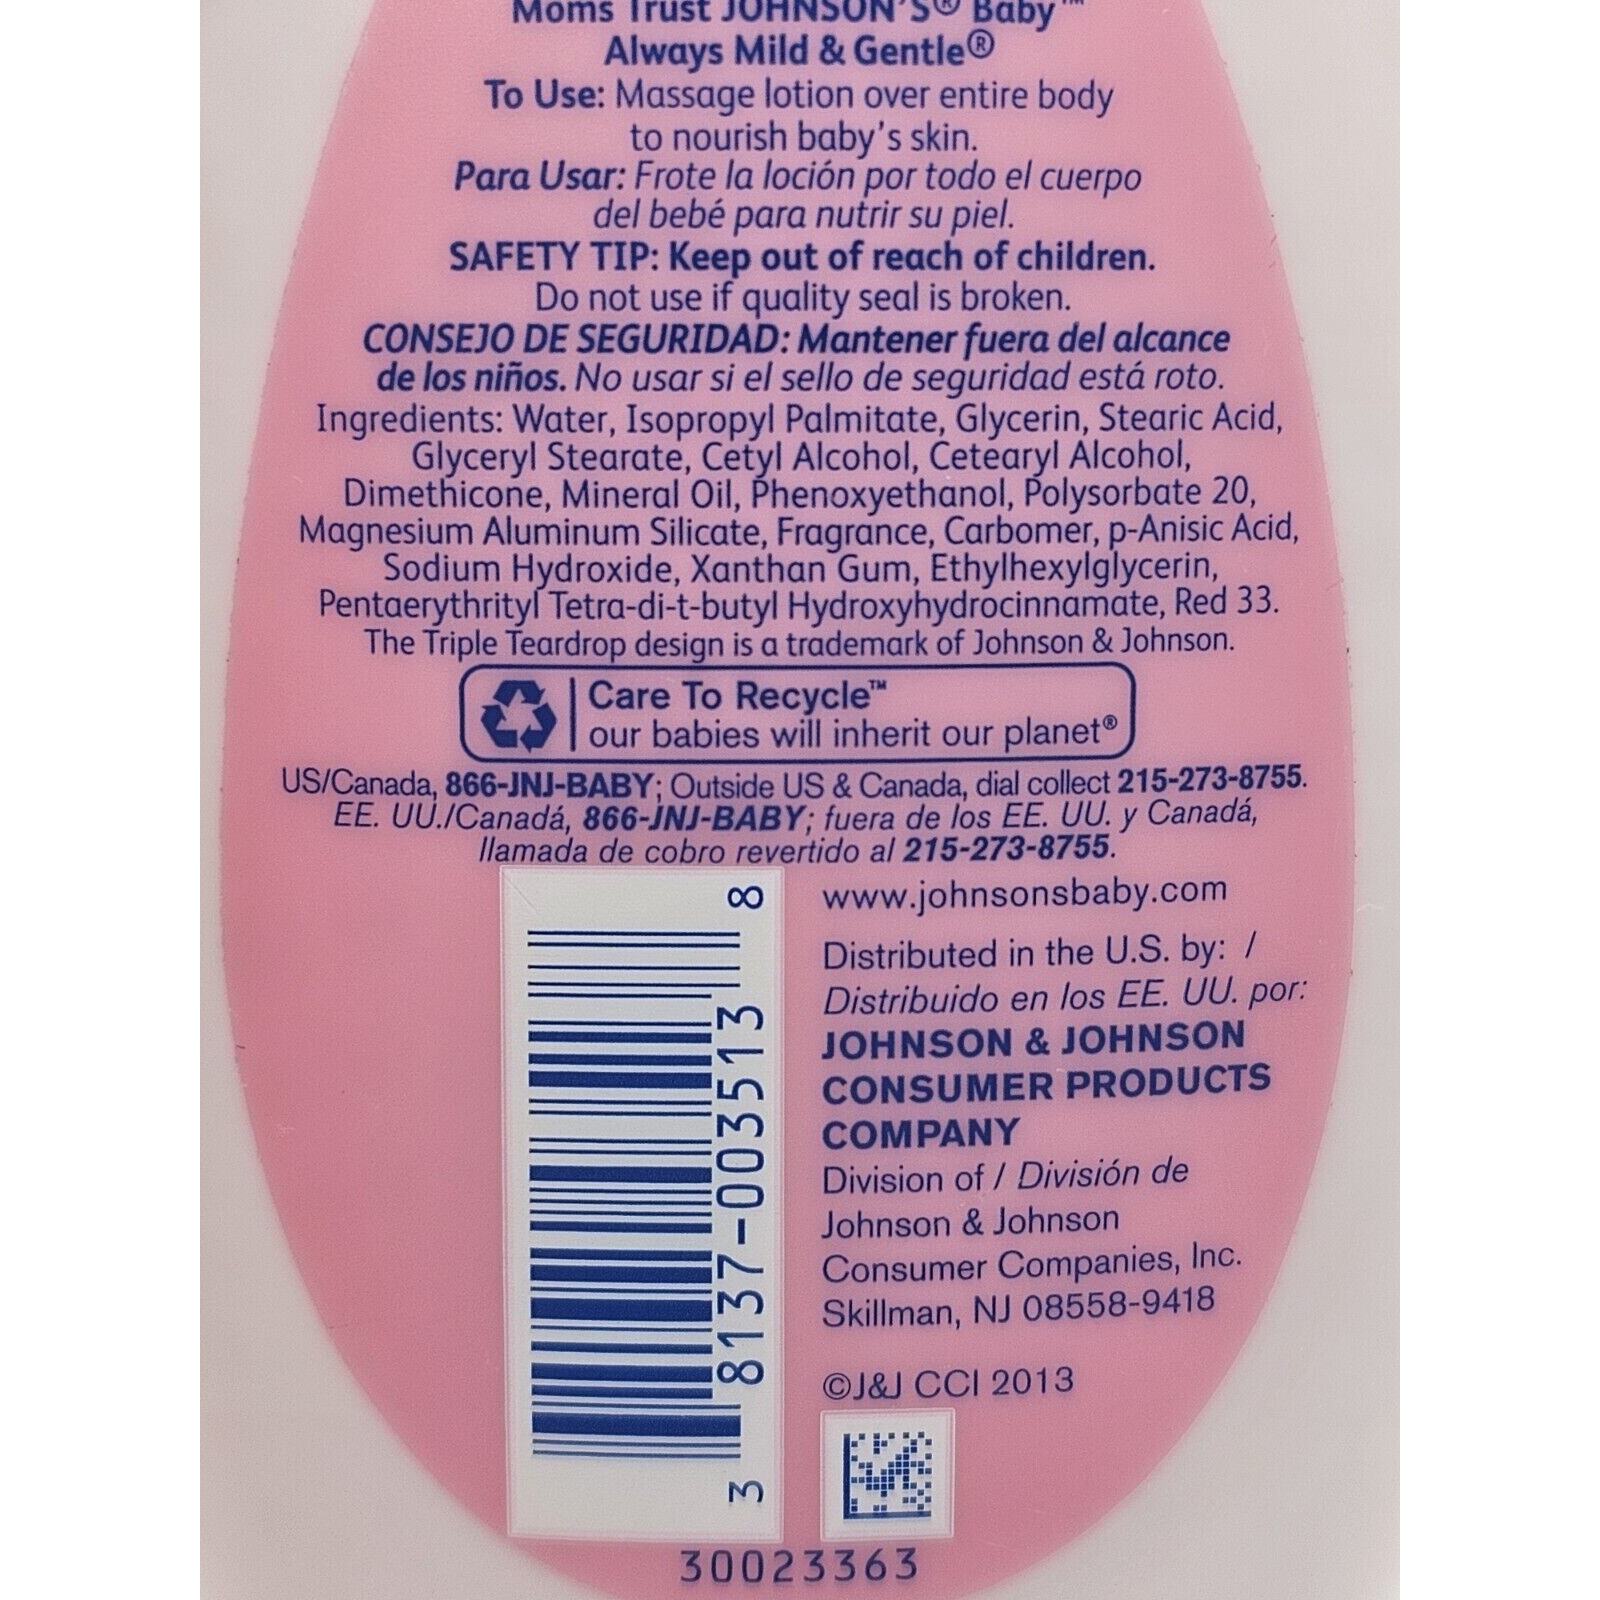 Moms Trust JOHNSON'S® Baby™
Always Mild & Gentle®
To Use: Massage lotion over entire body
to nourish baby's skin.
Para Usar: Frote la loción por todo el cuerpo
del bebé para nutrir su piel.
SAFETY TIP: Keep out of reach of children.
Do not use if quality seal is broken.
CONSEJO DE SEGURIDAD: Mantener fuera del alcance
de los niños. No usar si el sello de seguridad está roto.
Ingredients: Water, Isopropyl Palmitate, Glycerin, Stearic Acid,
Glyceryl Stearate, Cetyl Alcohol, Cetearyl Alcohol,
Dimethicone, Mineral Oil, Phenoxyethanol, Polysorbate 20,
Magnesium Aluminum Silicate, Fragrance, Carbomer, p-Anisic Acid,
Sodium Hydroxide, Xanthan Gum, Ethylhexylglycerin,
Pentaerythrityl Tetra-di-t-butyl Hydroxyhydrocinnamate, Red 33.
The Triple Teardrop design is a trademark of Johnson & Johnson.
Care To Recycle™
our babies will inherit our planet®
US/Canada, 866-JNJ-BABY; Outside US & Canada, dial collect 215-273-8755.
EE. UU./Canadá, 866-JNJ-BABY; fuera de los EE. UU. y Canadá,
llamada de cobro revertido al 215-273-8755.
3 8137-003513 8
www.johnsonsbaby.com
Distributed in the U.S. by: /
Distribuido en los EE. UU. por:
JOHNSON & JOHNSON
CONSUMER PRODUCTS
COMPANY
Division of / División de
Johnson & Johnson
Consumer Companies, Inc.
Skillman, NJ 08558-9418
©J&J CCI 2013
30023363